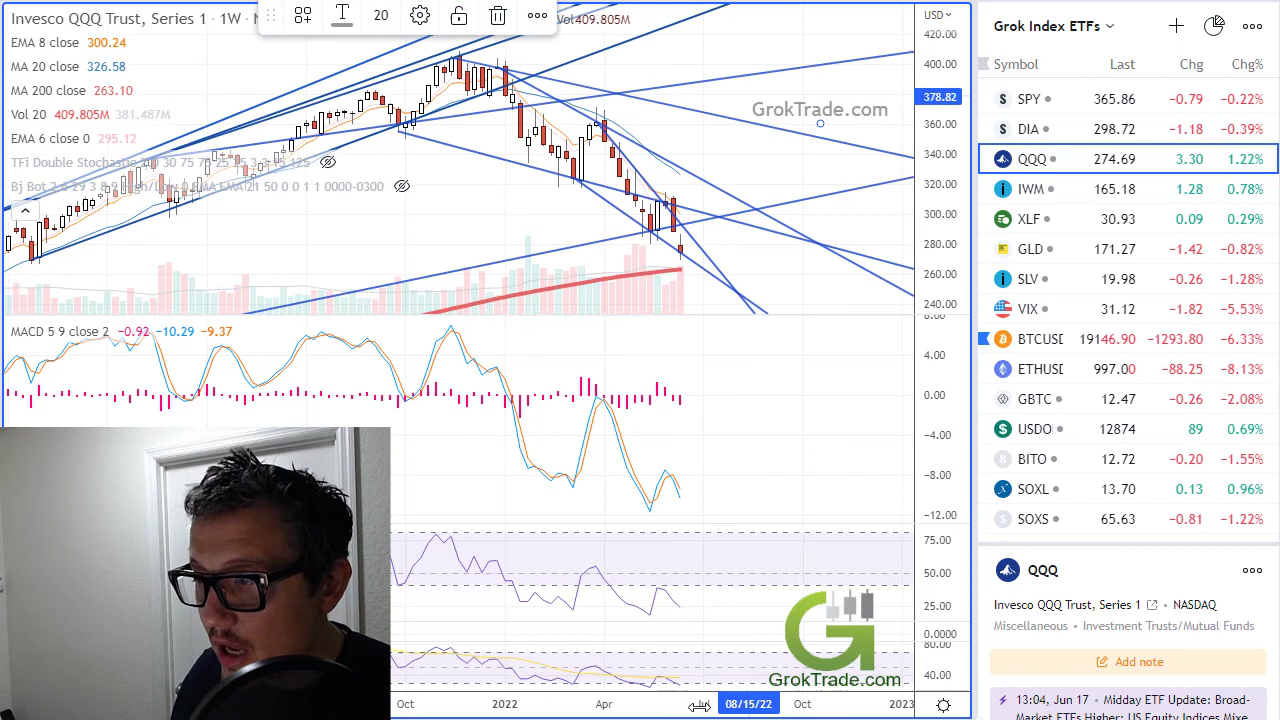 Invesco QQQ Trust, Series 1 · 1W · N
20
Vol 409.805M
USD
EMA 8 close 300.24
MA 20 close 326.58
MA 200 close 263.10
Vol 20 409.805M 381.487M
EMA 6 close 0 295.12
GrokTrade.com
420.00
400.00
378.82
360.00
340.00
320.00
300.00
280.00
260.00
240.00
MACD 5 9 close 2 −0.92 −10.29 −9.37
8.00
4.00
0.00
−4.00
−8.00
−12.00
75.00
50.00
25.00
0.0000
80.00
40.00
GrokTrade.com
Oct 2022 Apr 08/15/22 Oct 2023
Grok Index ETFs
Symbol Last Chg Chg%
SPY 365.86 −0.79 −0.22%
DIA 298.72 −1.18 −0.39%
QQQ 274.69 3.30 1.22%
IWM 165.18 1.28 0.78%
XLF 30.93 0.09 0.29%
GLD 171.27 −1.42 −0.82%
SLV 19.98 −0.26 −1.28%
VIX 31.12 −1.82 −5.53%
BTCUSD 19146.90 −1293.80 −6.33%
ETHUSD 997.00 −88.25 −8.13%
GBTC 12.47 −0.26 −2.08%
USDO 12874 89 0.69%
BITO 12.72 −0.20 −1.55%
SOXL 13.70 0.13 0.96%
SOXS 65.63 −0.81 −1.22%
QQQ
Invesco QQQ Trust, Series 1 • NASDAQ
Miscellaneous • Investment Trusts/Mutual Funds
Add note
13:04, Jun 17 • Midday ETF Update: Broad-
Market ETFs Higher; US Equity Indices Mixe